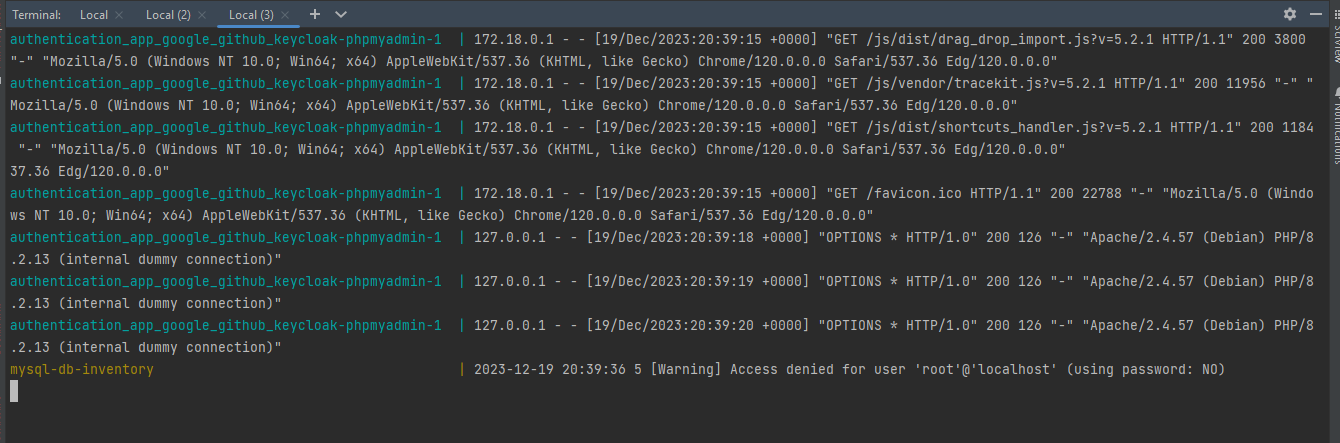 Terminal: Local × Local (2) × Local (3) × +
authentication_app_google_github_keycloak-phpmyadmin-1 | 172.18.0.1 - - [19/Dec/2023:20:39:15 +0000] "GET /js/dist/drag_drop_import.js?v=5.2.1 HTTP/1.1" 200 3800
"-" "Mozilla/5.0 (Windows NT 10.0; Win64; x64) AppleWebKit/537.36 (KHTML, like Gecko) Chrome/120.0.0.0 Safari/537.36 Edg/120.0.0.0"
authentication_app_google_github_keycloak-phpmyadmin-1 | 172.18.0.1 - - [19/Dec/2023:20:39:15 +0000] "GET /js/vendor/tracekit.js?v=5.2.1 HTTP/1.1" 200 11956 "-" "
Mozilla/5.0 (Windows NT 10.0; Win64; x64) AppleWebKit/537.36 (KHTML, like Gecko) Chrome/120.0.0.0 Safari/537.36 Edg/120.0.0.0"
authentication_app_google_github_keycloak-phpmyadmin-1 | 172.18.0.1 - - [19/Dec/2023:20:39:15 +0000] "GET /js/dist/shortcuts_handler.js?v=5.2.1 HTTP/1.1" 200 1184
"-" "Mozilla/5.0 (Windows NT 10.0; Win64; x64) AppleWebKit/537.36 (KHTML, like Gecko) Chrome/120.0.0.0 Safari/537.36 Edg/120.0.0.0"
37.36 Edg/120.0.0.0"
authentication_app_google_github_keycloak-phpmyadmin-1 | 172.18.0.1 - - [19/Dec/2023:20:39:15 +0000] "GET /favicon.ico HTTP/1.1" 200 22788 "-" "Mozilla/5.0 (Windo
ws NT 10.0; Win64; x64) AppleWebKit/537.36 (KHTML, like Gecko) Chrome/120.0.0.0 Safari/537.36 Edg/120.0.0.0"
authentication_app_google_github_keycloak-phpmyadmin-1 | 127.0.0.1 - - [19/Dec/2023:20:39:18 +0000] "OPTIONS * HTTP/1.0" 200 126 "-" "Apache/2.4.57 (Debian) PHP/8
.2.13 (internal dummy connection)"
authentication_app_google_github_keycloak-phpmyadmin-1 | 127.0.0.1 - - [19/Dec/2023:20:39:19 +0000] "OPTIONS * HTTP/1.0" 200 126 "-" "Apache/2.4.57 (Debian) PHP/8
.2.13 (internal dummy connection)"
authentication_app_google_github_keycloak-phpmyadmin-1 | 127.0.0.1 - - [19/Dec/2023:20:39:20 +0000] "OPTIONS * HTTP/1.0" 200 126 "-" "Apache/2.4.57 (Debian) PHP/8
.2.13 (internal dummy connection)"
mysql-db-inventory | 2023-12-19 20:39:36 5 [Warning] Access denied for user 'root'@'localhost' (using password: NO)